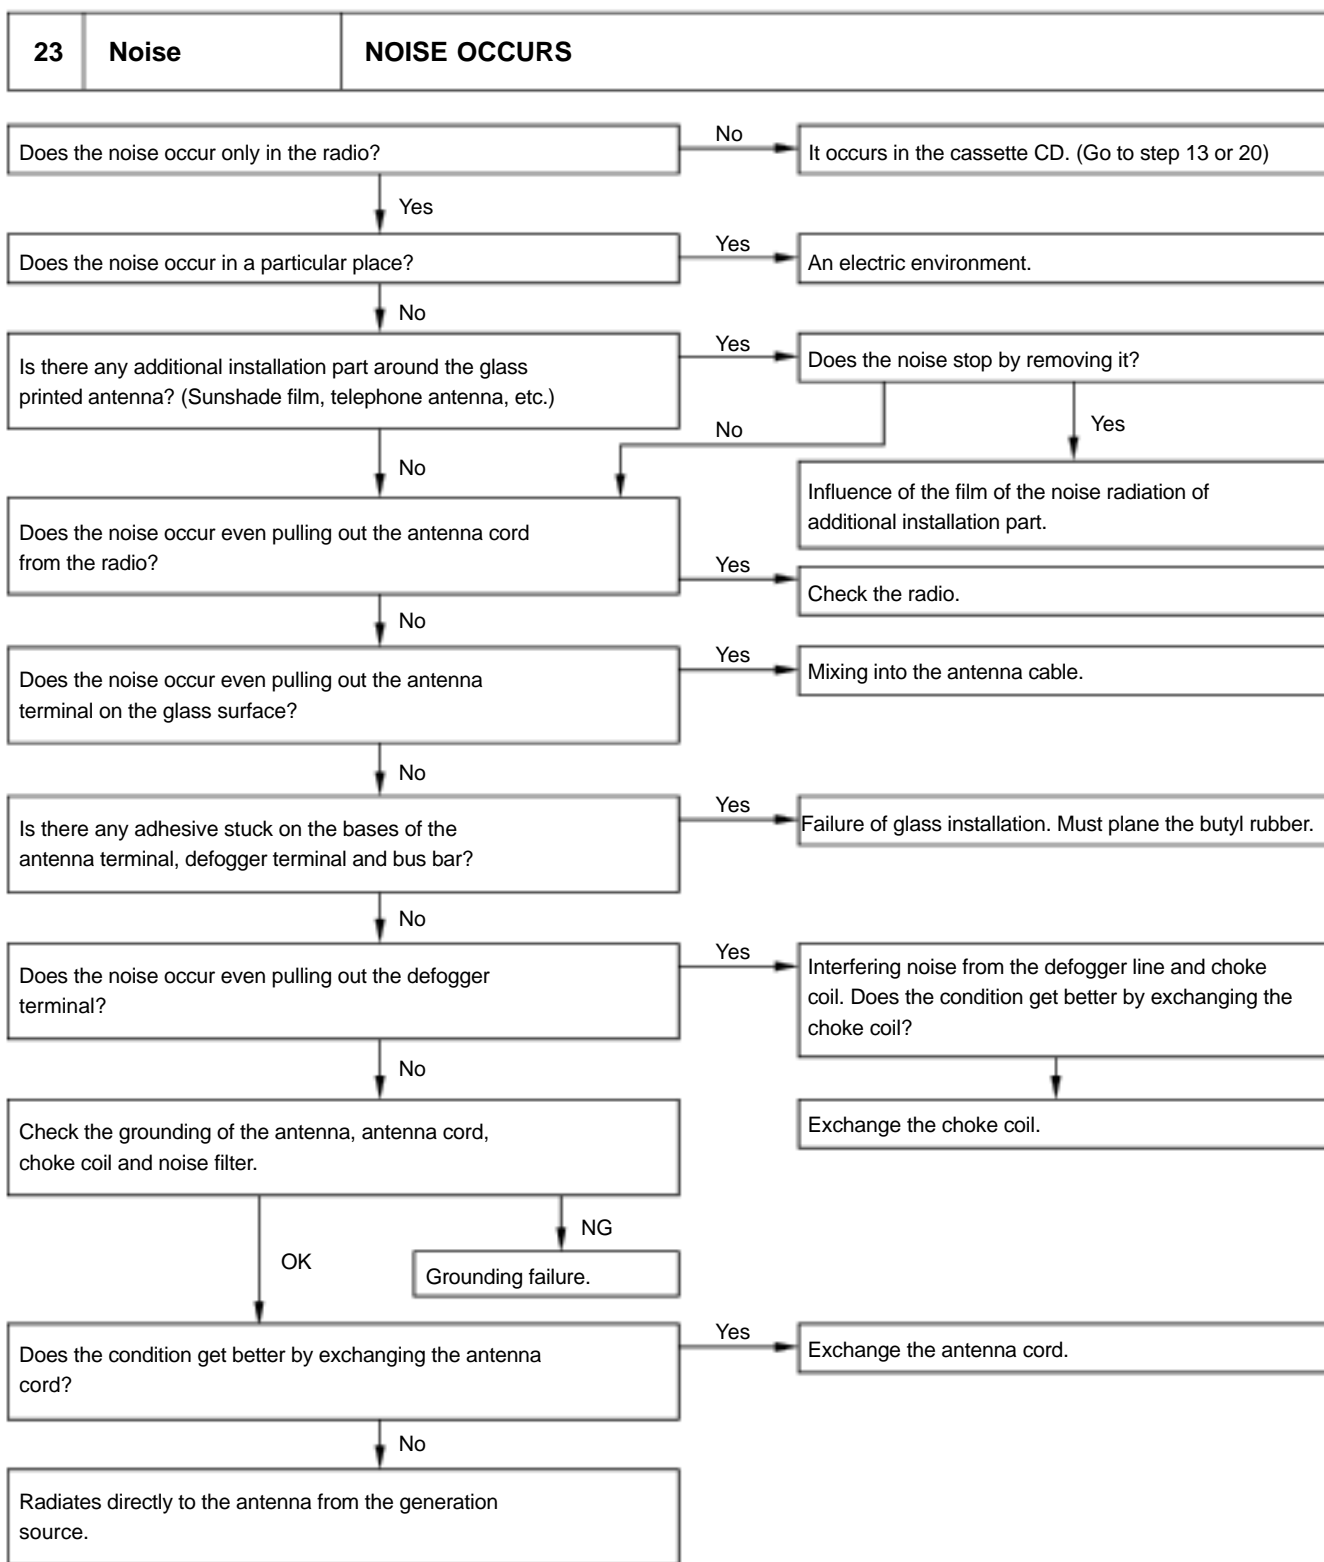 23 Noise NOISE OCCURS
Does the noise occur only in the radio?
No
It occurs in the cassette CD. (Go to step 13 or 20)
Yes
Does the noise occur in a particular place?
Yes
An electric environment.
No
Is there any additional installation part around the glass
printed antenna? (Sunshade film, telephone antenna, etc.)
Yes
Does the noise stop by removing it?
No
Yes
No
Influence of the film of the noise radiation of
additional installation part.
Does the noise occur even pulling out the antenna cord
from the radio?
Yes
Check the radio.
No
Does the noise occur even pulling out the antenna
terminal on the glass surface?
Yes
Mixing into the antenna cable.
No
Is there any adhesive stuck on the bases of the
antenna terminal, defogger terminal and bus bar?
Yes
Failure of glass installation. Must plane the butyl rubber.
No
Does the noise occur even pulling out the defogger
terminal?
Yes
Interfering noise from the defogger line and choke
coil. Does the condition get better by exchanging the
choke coil?
No
Exchange the choke coil.
Check the grounding of the antenna, antenna cord,
choke coil and noise filter.
NG
OK
Grounding failure.
Does the condition get better by exchanging the antenna
cord?
Yes
Exchange the antenna cord.
No
Radiates directly to the antenna from the generation
source.